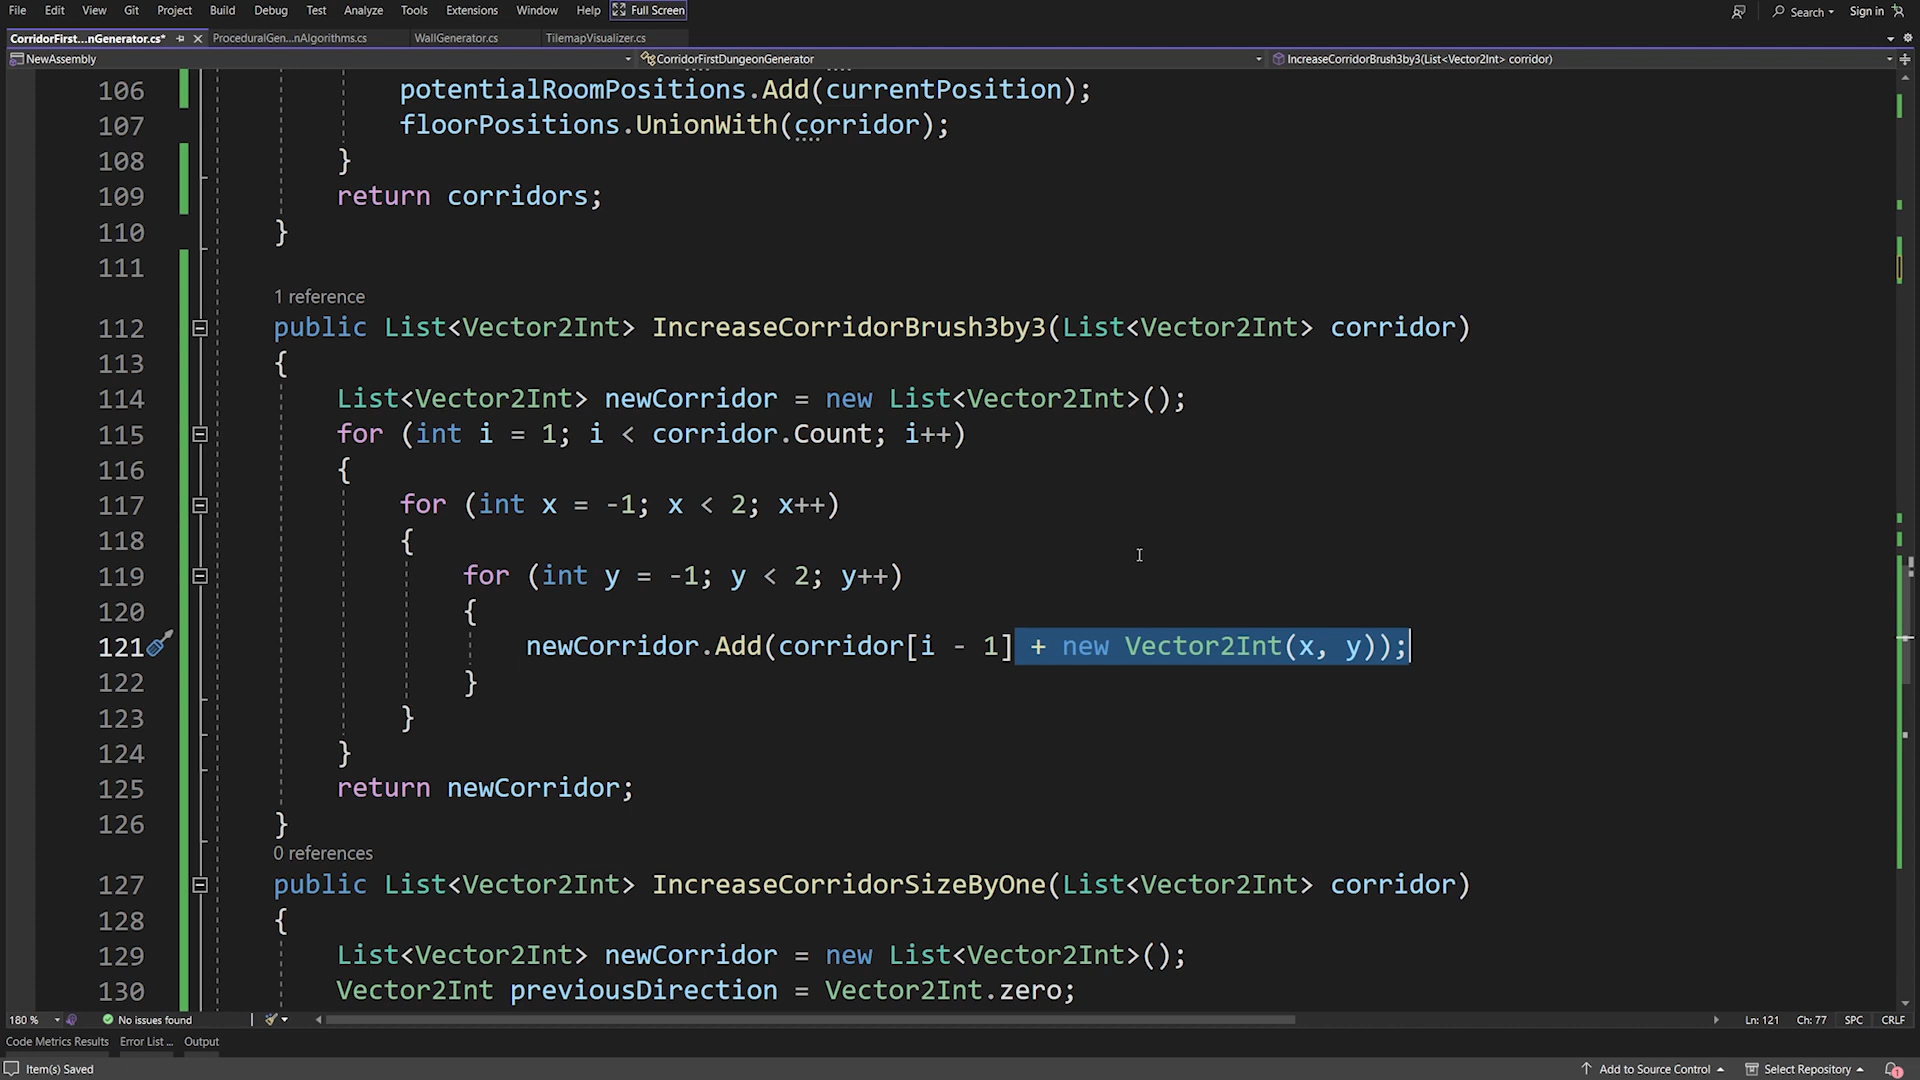 File Edit View Git Project Build Debug Test Analyze Tools Extensions Window Help Full Screen Search Sign in
CorridorFirst...nGenerator.cs* ProceduralGen...nAlgorithms.cs WallGenerator.cs TilemapVisualizer.cs
NewAssembly CorridorFirstDungeonGenerator IncreaseCorridorBrush3by3(List<Vector2Int> corridor)
106 potentialRoomPositions.Add(currentPosition);
107 floorPositions.UnionWith(corridor);
108 }
109 return corridors;
110 }
111
1 reference
112 public List<Vector2Int> IncreaseCorridorBrush3by3(List<Vector2Int> corridor)
113 {
114 List<Vector2Int> newCorridor = new List<Vector2Int>();
115 for (int i = 1; i < corridor.Count; i++)
116 {
117 for (int x = -1; x < 2; x++)
118 {
119 for (int y = -1; y < 2; y++)
120 {
121 newCorridor.Add(corridor[i - 1] + new Vector2Int(x, y));
122 }
123 }
124 }
125 return newCorridor;
126 }
0 references
127 public List<Vector2Int> IncreaseCorridorSizeByOne(List<Vector2Int> corridor)
128 {
129 List<Vector2Int> newCorridor = new List<Vector2Int>();
130 Vector2Int previousDirection = Vector2Int.zero;
180 % No issues found Ln: 121 Ch: 77 SPC CRLF
Code Metrics Results Error List ... Output
Item(s) Saved Add to Source Control Select Repository 1